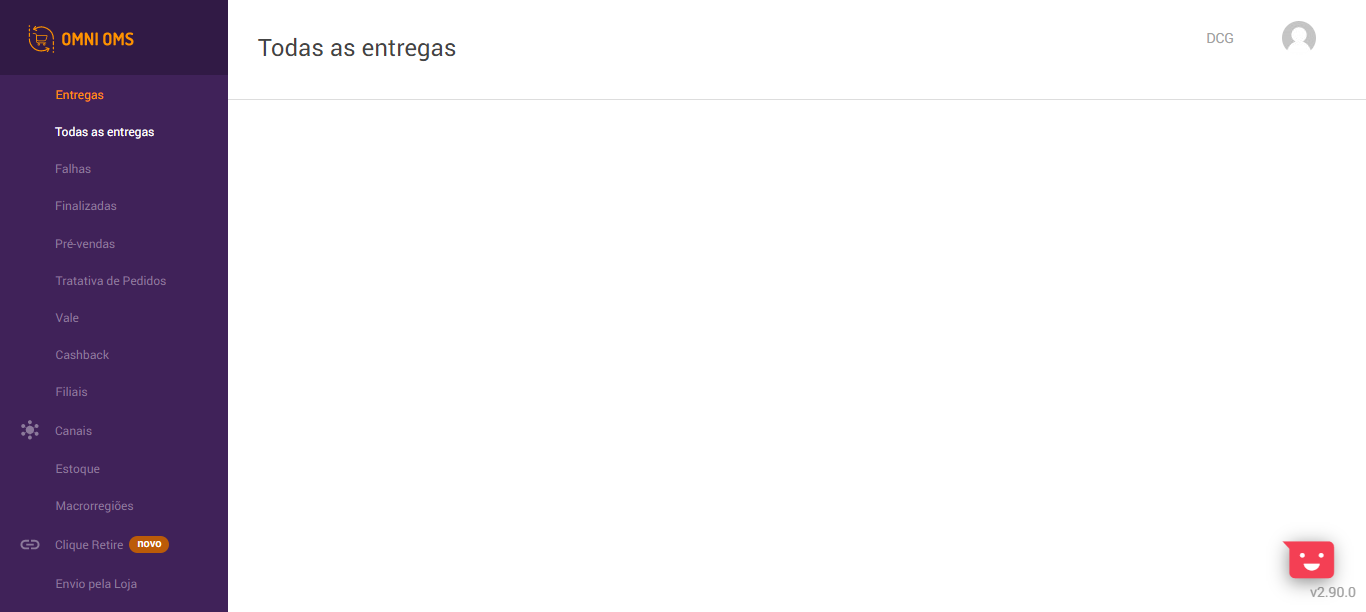 OMNI OMS
Entregas
Todas as entregas
Falhas
Finalizadas
Pré-vendas
Tratativa de Pedidos
Vale
Cashback
Filiais
Canais
Estoque
Macrorregiões
Clique Retire novo
Envio pela Loja
Todas as entregas
DCG
v2.90.0